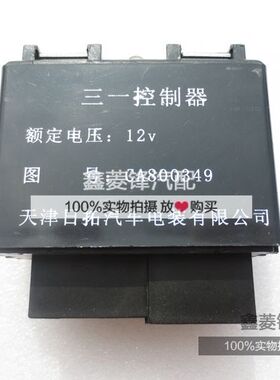 三一控制器
额定电压：12v
图 号 CA800349
鑫菱锋汽配
100%实物拍摄 放❤购买
天津日拓汽车电装有限公司
鑫菱锋
100%实物